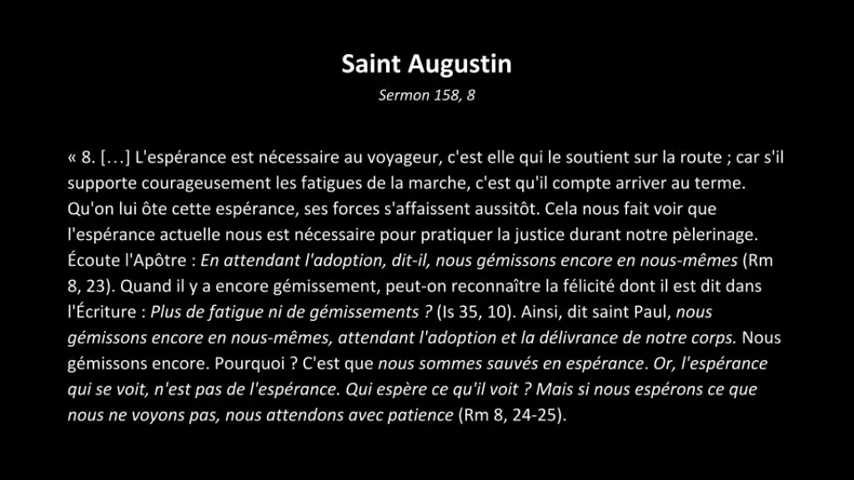 Saint Augustin
Sermon 158, 8
« 8. [...] L'espérance est nécessaire au voyageur, c'est elle qui le soutient sur la route ; car s'il
supporte courageusement les fatigues de la marche, c'est qu'il compte arriver au terme.
Qu'on lui ôte cette espérance, ses forces s'affaissent aussitôt. Cela nous fait voir que
l'espérance actuelle nous est nécessaire pour pratiquer la justice durant notre pèlerinage.
Écoute l'Apôtre : En attendant l'adoption, dit-il, nous gémissons encore en nous-mêmes (Rm
8, 23). Quand il y a encore gémissement, peut-on reconnaître la félicité dont il est dit dans
l'Écriture : Plus de fatigue ni de gémissements ? (Is 35, 10). Ainsi, dit saint Paul, nous
gémissons encore en nous-mêmes, attendant l'adoption et la délivrance de notre corps. Nous
gémissons encore. Pourquoi ? C'est que nous sommes sauvés en espérance. Or, l'espérance
qui se voit, n'est pas de l'espérance. Qui espère ce qu'il voit ? Mais si nous espérons ce que
nous ne voyons pas, nous attendons avec patience (Rm 8, 24-25).